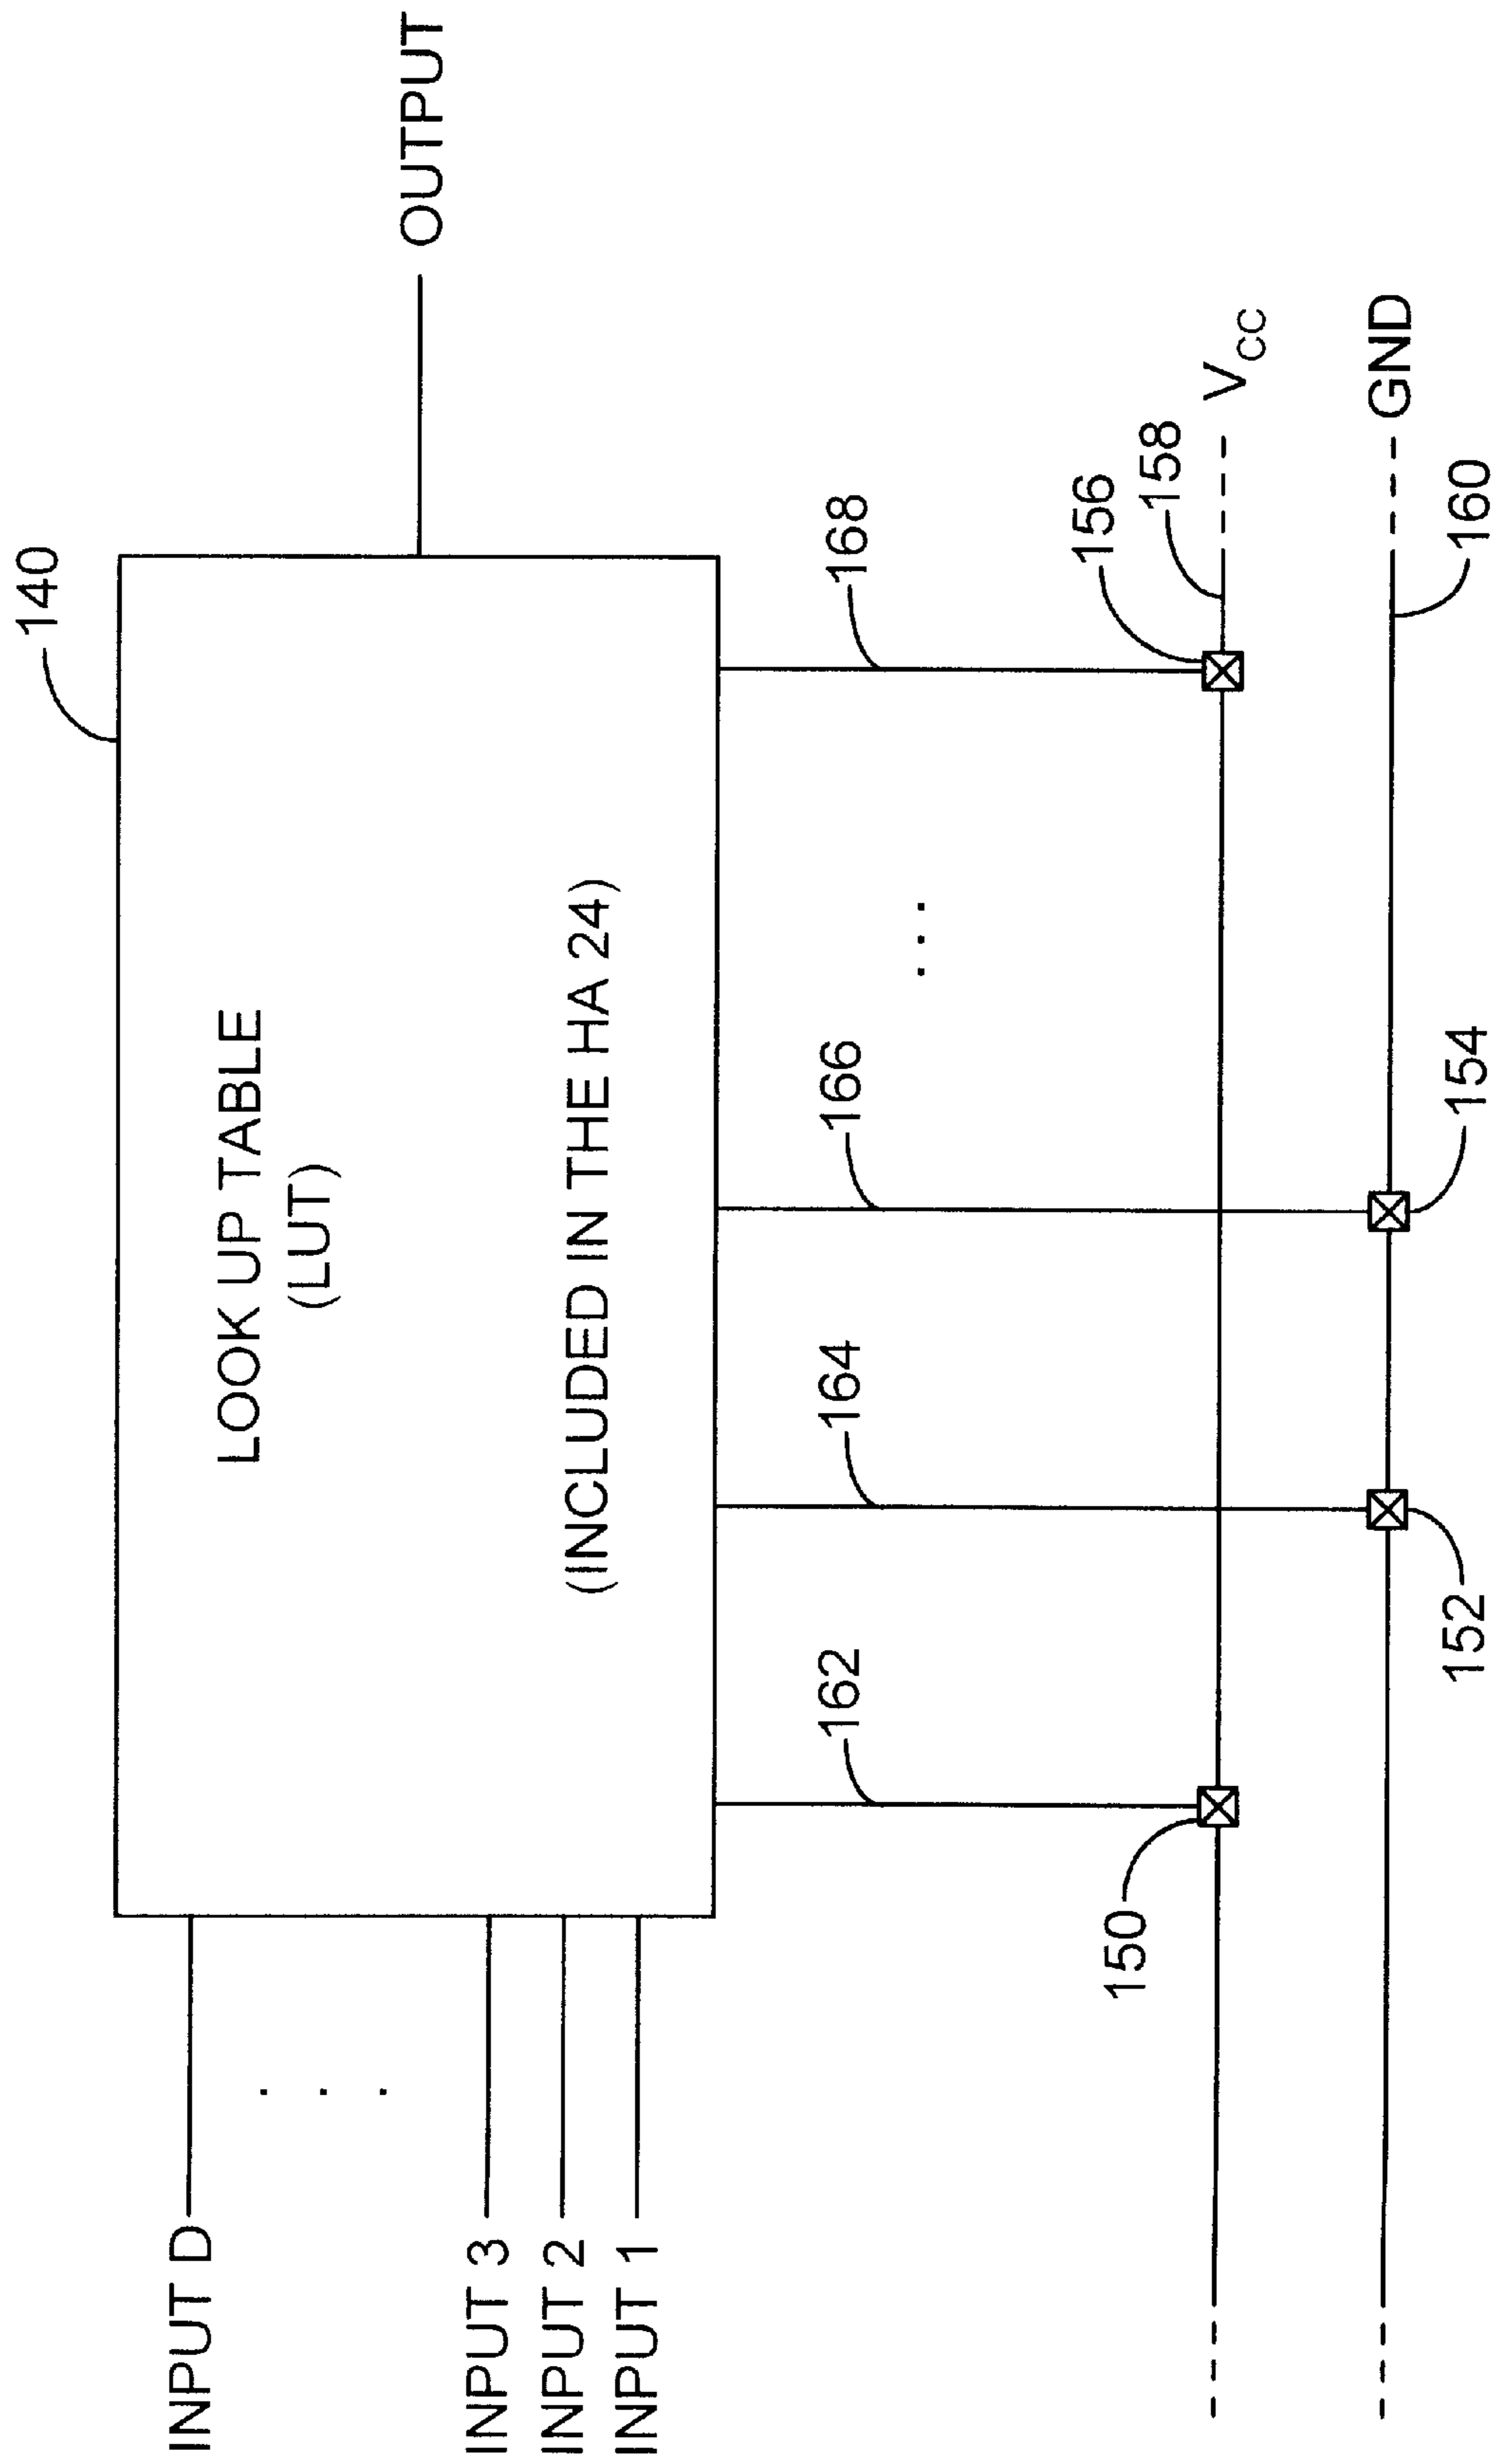 140
LOOK UP TABLE
(LUT)
(INCLUDED IN THE HA 24)
INPUT D
. . .
INPUT 3
INPUT 2
INPUT 1
OUTPUT
162
164
166
. . .
168
150
156
158
VCC
152
154
160
GND